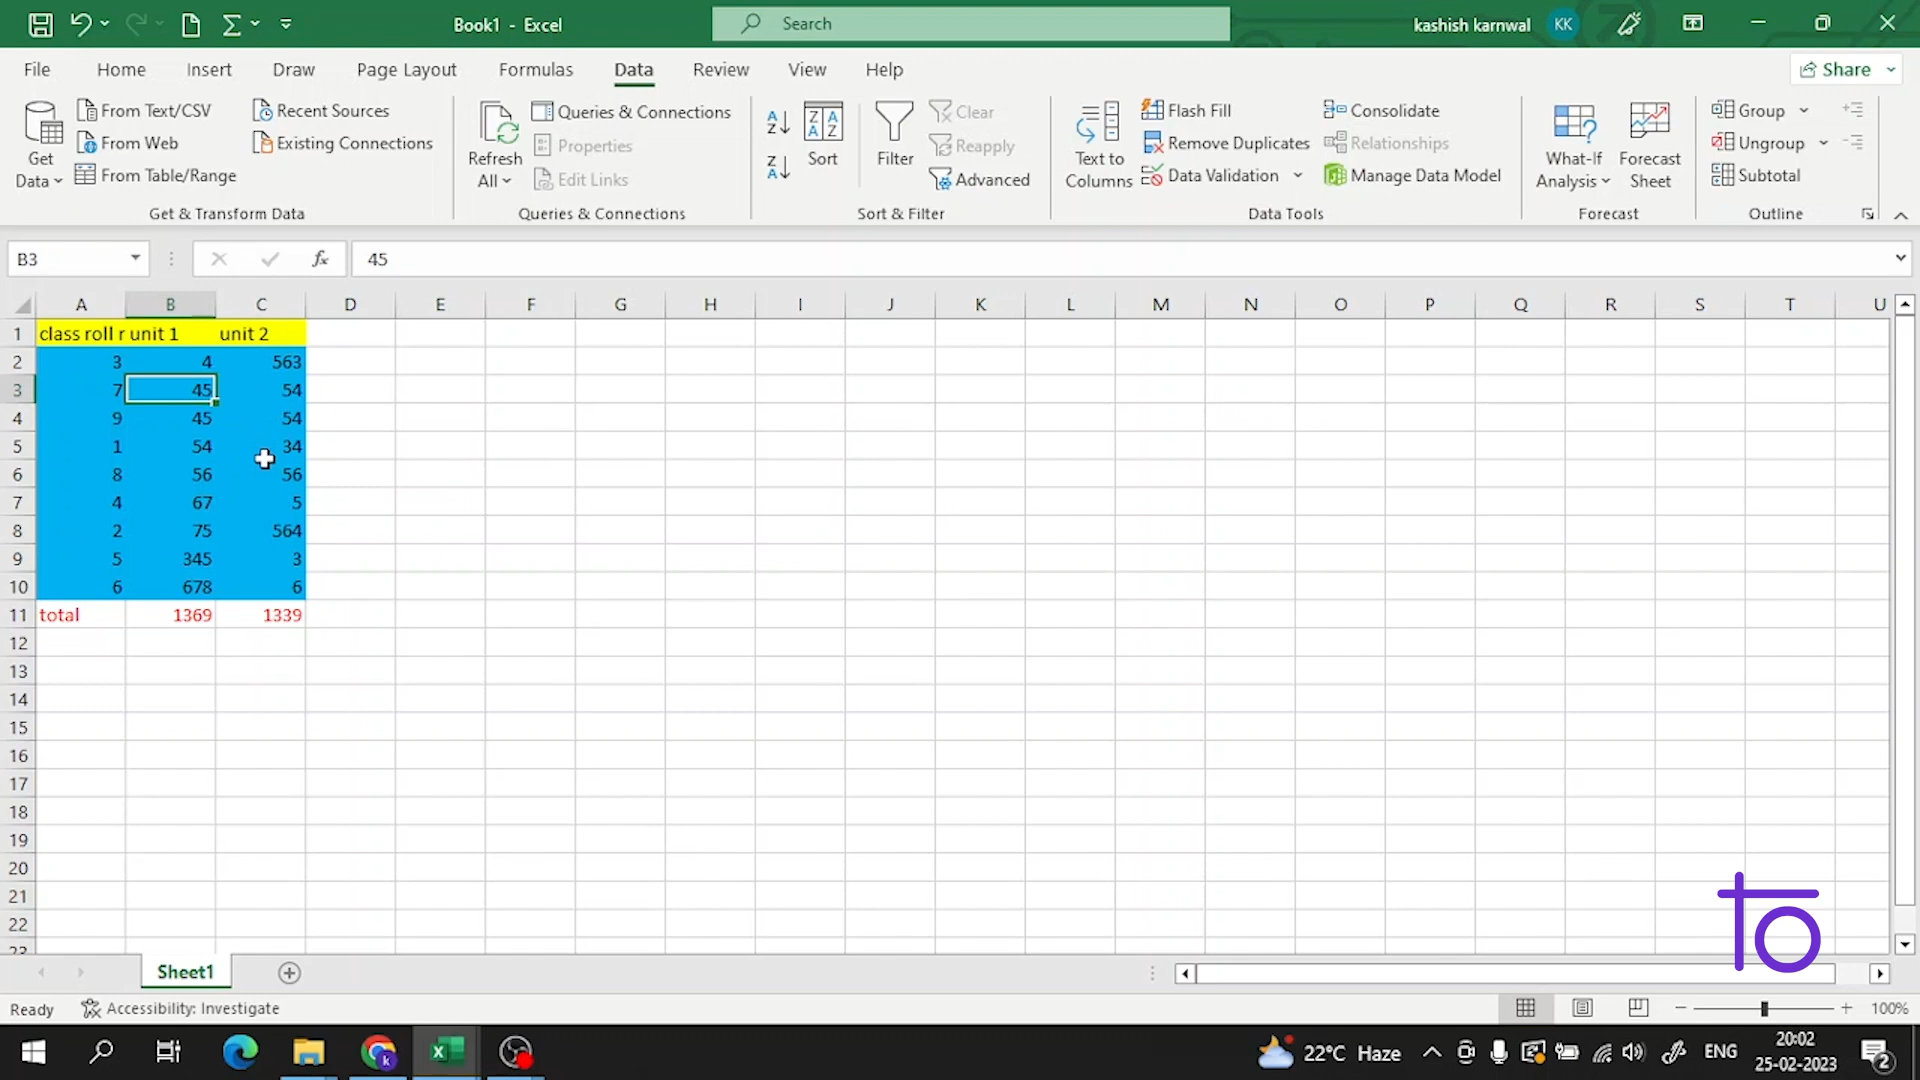 Book1 - Excel
Search
kashish karnwal
KK
File Home Insert Draw Page Layout Formulas Data Review View Help
Share
Get Data
From Text/CSV
From Web
From Table/Range
Recent Sources
Existing Connections
Get & Transform Data
Refresh All
Queries & Connections
Properties
Edit Links
Queries & Connections
Sort
Filter
Clear
Reapply
Advanced
Sort & Filter
Text to Columns
Flash Fill
Remove Duplicates
Data Validation
Consolidate
Relationships
Manage Data Model
Data Tools
What-If Analysis
Forecast Sheet
Forecast
Group
Ungroup
Subtotal
Outline
B3
fx
45
A B C D E F G H I J K L M N O P Q R S T U
1 class roll r unit 1 unit 2
2 3 4 563
3 7 45 54
4 9 45 54
5 1 54 34
6 8 56 56
7 4 67 5
8 2 75 564
9 5 345 3
10 6 678 6
11 total 1369 1339
12
13
14
15
16
17
18
19
20
21
22
23
to
Sheet1
Ready
Accessibility: Investigate
100%
22°C Haze
ENG
20:02
25-02-2023
2